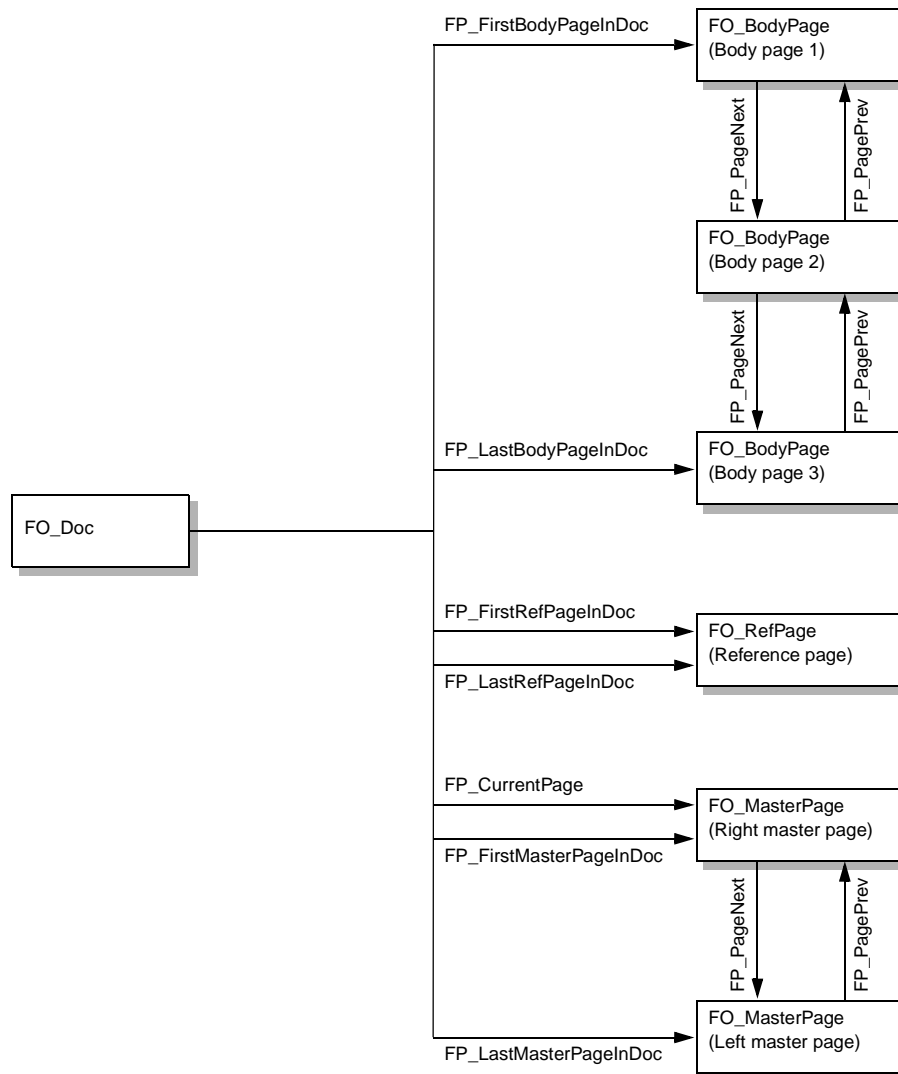 FP_FirstBodyPageInDoc
FO_BodyPage
(Body page 1)
FP_PageNext
FP_PagePrev
FO_BodyPage
(Body page 2)
FP_PageNext
FP_PagePrev
FP_LastBodyPageInDoc
FO_BodyPage
(Body page 3)
FO_Doc
FP_FirstRefPageInDoc
FO_RefPage
(Reference page)
FP_LastRefPageInDoc
FP_CurrentPage
FO_MasterPage
(Right master page)
FP_FirstMasterPageInDoc
FP_PageNext
FP_PagePrev
FO_MasterPage
(Left master page)
FP_LastMasterPageInDoc